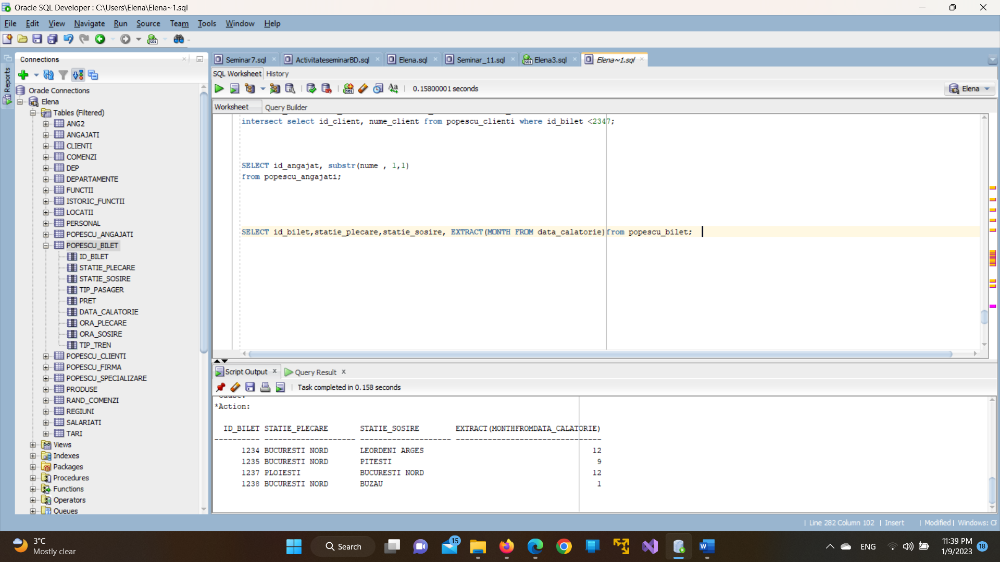 Oracle SQL Developer : C:\Users\Elena\Elena~1.sql
File Edit View Navigate Run Source Team Tools Window Help
Reports
Connections
Oracle Connections
Elena
Tables (Filtered)
ANG2
ANGAJATI
CLIENTI
COMENZI
DEP
DEPARTAMENTE
FUNCTII
ISTORIC_FUNCTII
LOCATII
PERSONAL
POPESCU_ANGAJATI
POPESCU_BILET
ID_BILET
STATIE_PLECARE
STATIE_SOSIRE
TIP_PASAGER
PRET
DATA_CALATORIE
ORA_PLECARE
ORA_SOSIRE
TIP_TREN
POPESCU_CLIENTI
POPESCU_FIRMA
POPESCU_SPECIALIZARE
PRODUSE
RAND_COMENZI
REGIUNI
SALARIATI
TARI
Views
Indexes
Packages
Procedures
Functions
Operators
Queues
Seminar7.sql ActivitateseminarBD.sql Elena.sql Seminar_11.sql Elena3.sql Elena~1.sql
SQL Worksheet History
0.15800001 seconds
Elena
Worksheet Query Builder
intersect select id_client, nume_client from popescu_clienti where id_bilet <2347;
SELECT id_angajat, substr(nume , 1,1)
from popescu_angajati;
SELECT id_bilet,statie_plecare,statie_sosire, EXTRACT(MONTH FROM data_calatorie)from popescu_bilet;
Script Output Query Result
Task completed in 0.158 seconds
*Action:
ID_BILET STATIE_PLECARE STATIE_SOSIRE EXTRACT(MONTHFROMDATA_CALATORIE)
---------- -------------------- -------------------- --------------------------------
1234 BUCURESTI NORD LEORDENI ARGES 12
1235 BUCURESTI NORD PITESTI 9
1237 PLOIESTI BUCURESTI NORD 12
1238 BUCURESTI NORD BUZAU 1
Line 282 Column 102 | Insert | Modified | Windows: CF
3°C
Mostly clear
Search
15
ENG
11:39 PM
1/9/2023
18